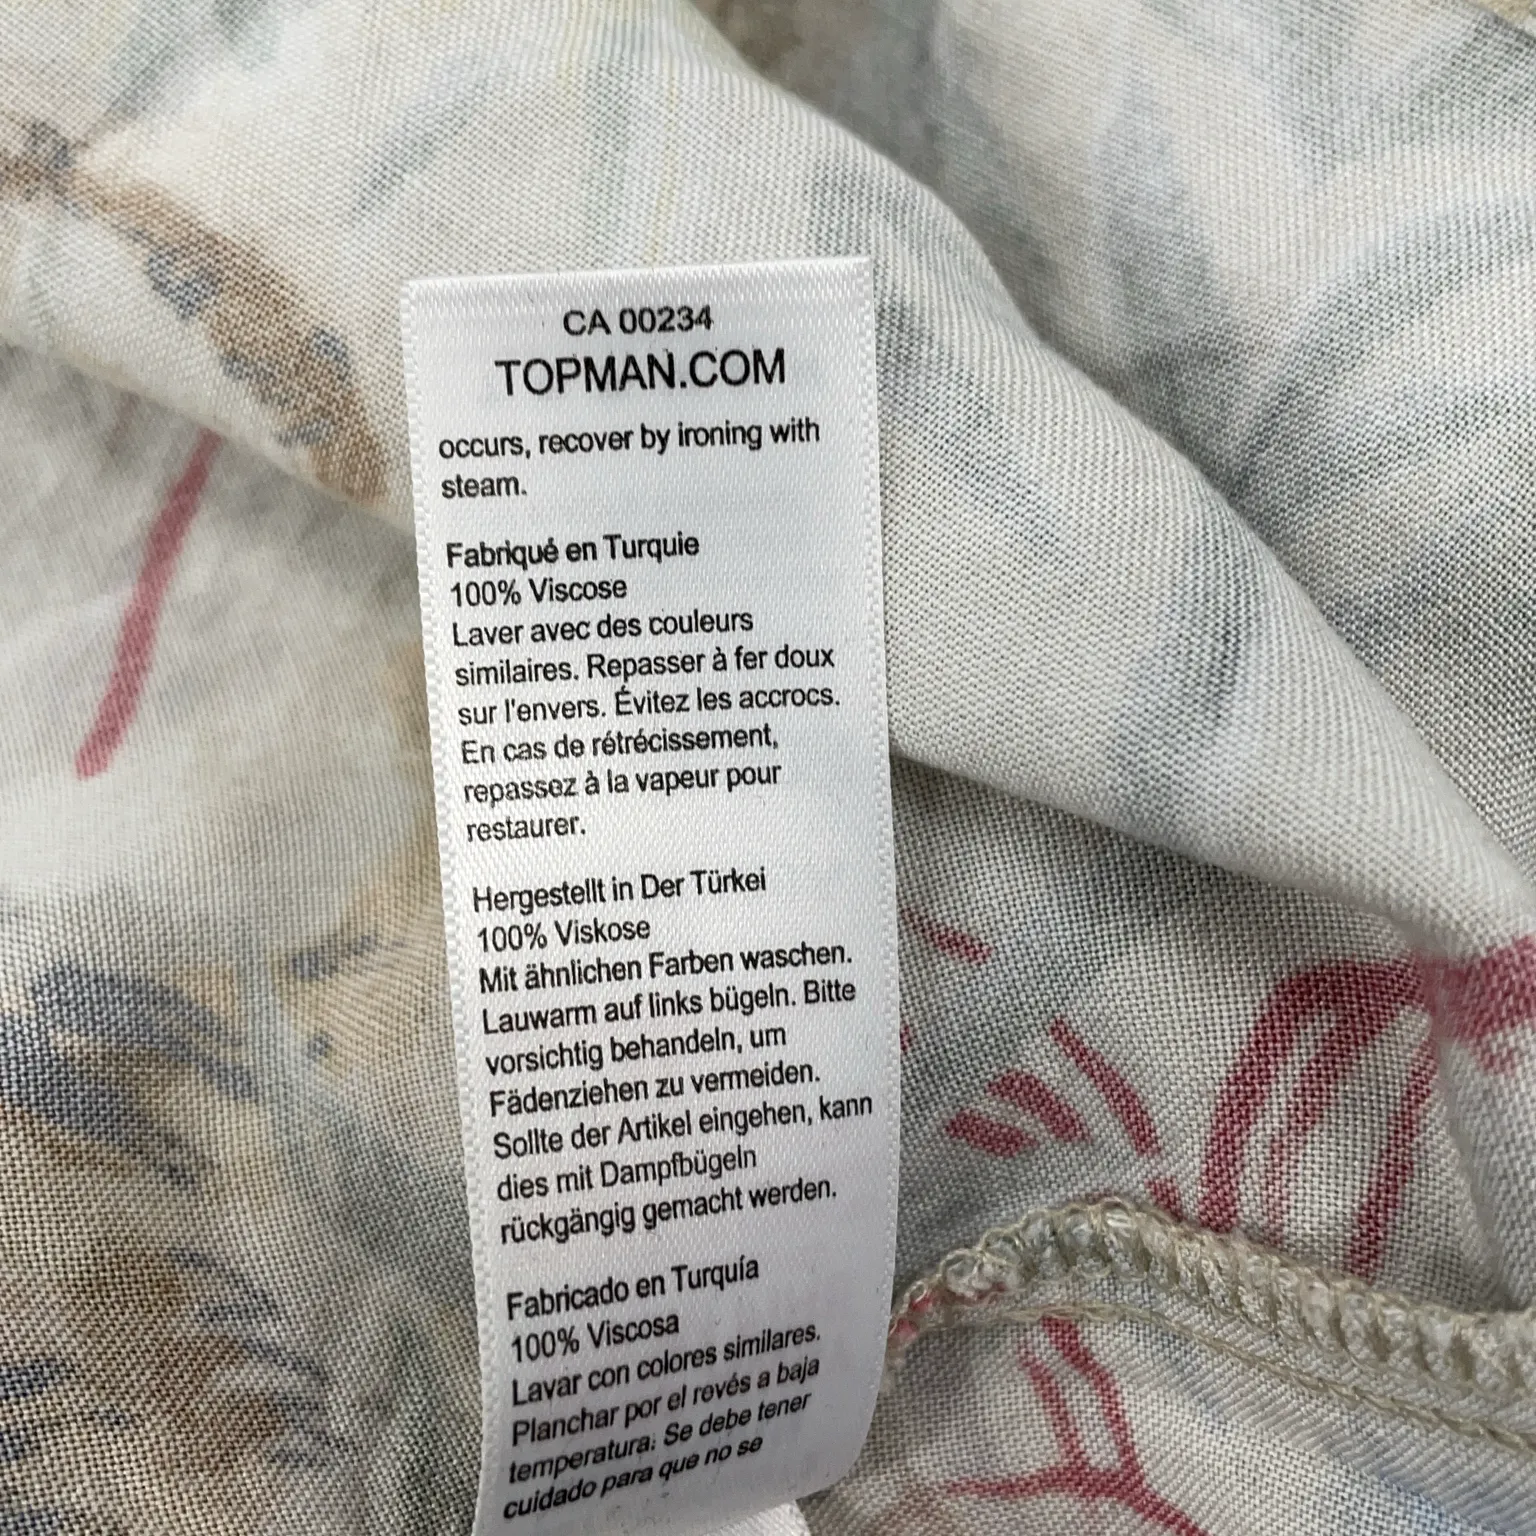 CA 00234
TOPMAN.COM
occurs, recover by ironing with
steam.
Fabriqué en Turquie
100% Viscose
Laver avec des couleurs
similaires. Repasser à fer doux
sur l'envers. Évitez les accrocs.
En cas de rétrécissement,
repassez à la vapeur pour
restaurer.
Hergestellt in Der Türkei
100% Viskose
Mit ähnlichen Farben waschen.
Lauwarm auf links bügeln. Bitte
vorsichtig behandeln, um
Fädenziehen zu vermeiden.
Sollte der Artikel eingehen, kann
dies mit Dampfbügeln
rückgängig gemacht werden.
Fabricado en Turquía
100% Viscosa
Lavar con colores similares.
Planchar por el revés a baja
temperatura. Se debe tener
cuidado para que no se